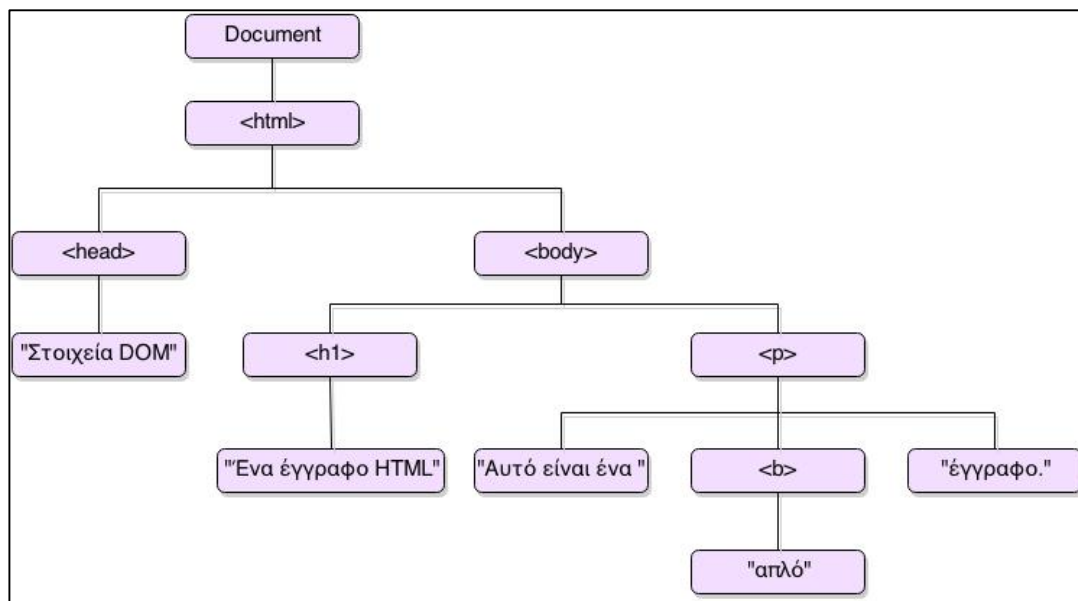 Document
<html>
<head>
<body>
"Στοιχεία DOM"
<h1>
<p>
"Ένα έγγραφο HTML"
"Αυτό είναι ένα "
<b>
"έγγραφο."
"απλό"